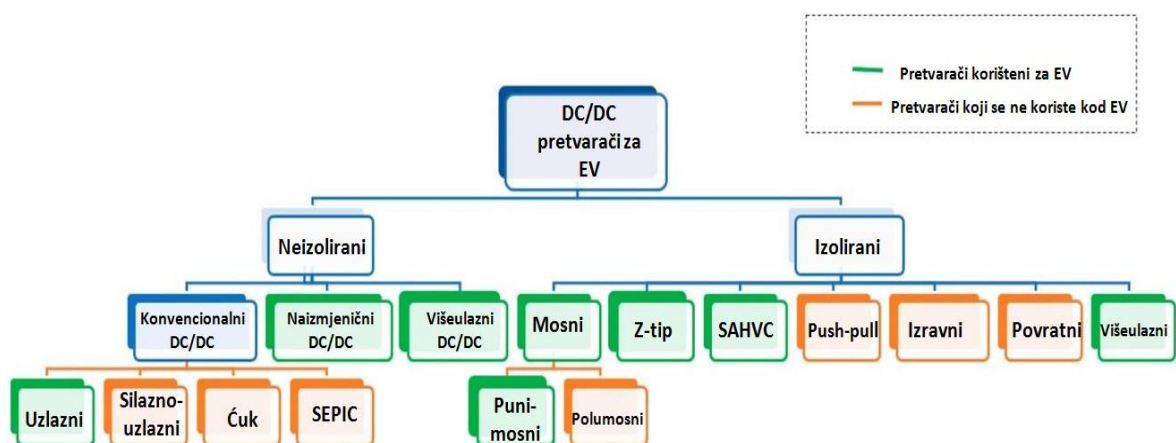 Pretvarači korišteni za EV
Pretvarači koji se ne koriste kod EV
DC/DC
pretvarači za
EV
Neizolirani
Izolirani
Konvencionalni
DC/DC
Naizmjenični
DC/DC
Višeulazni
DC/DC
Mosni
Z-tip
SAHVC
Push-pull
Izravni
Povratni
Višeulazni
Uzlazni
Silazno-
uzlazni
Ćuk
SEPIC
Puni-
mosni
Polumosni